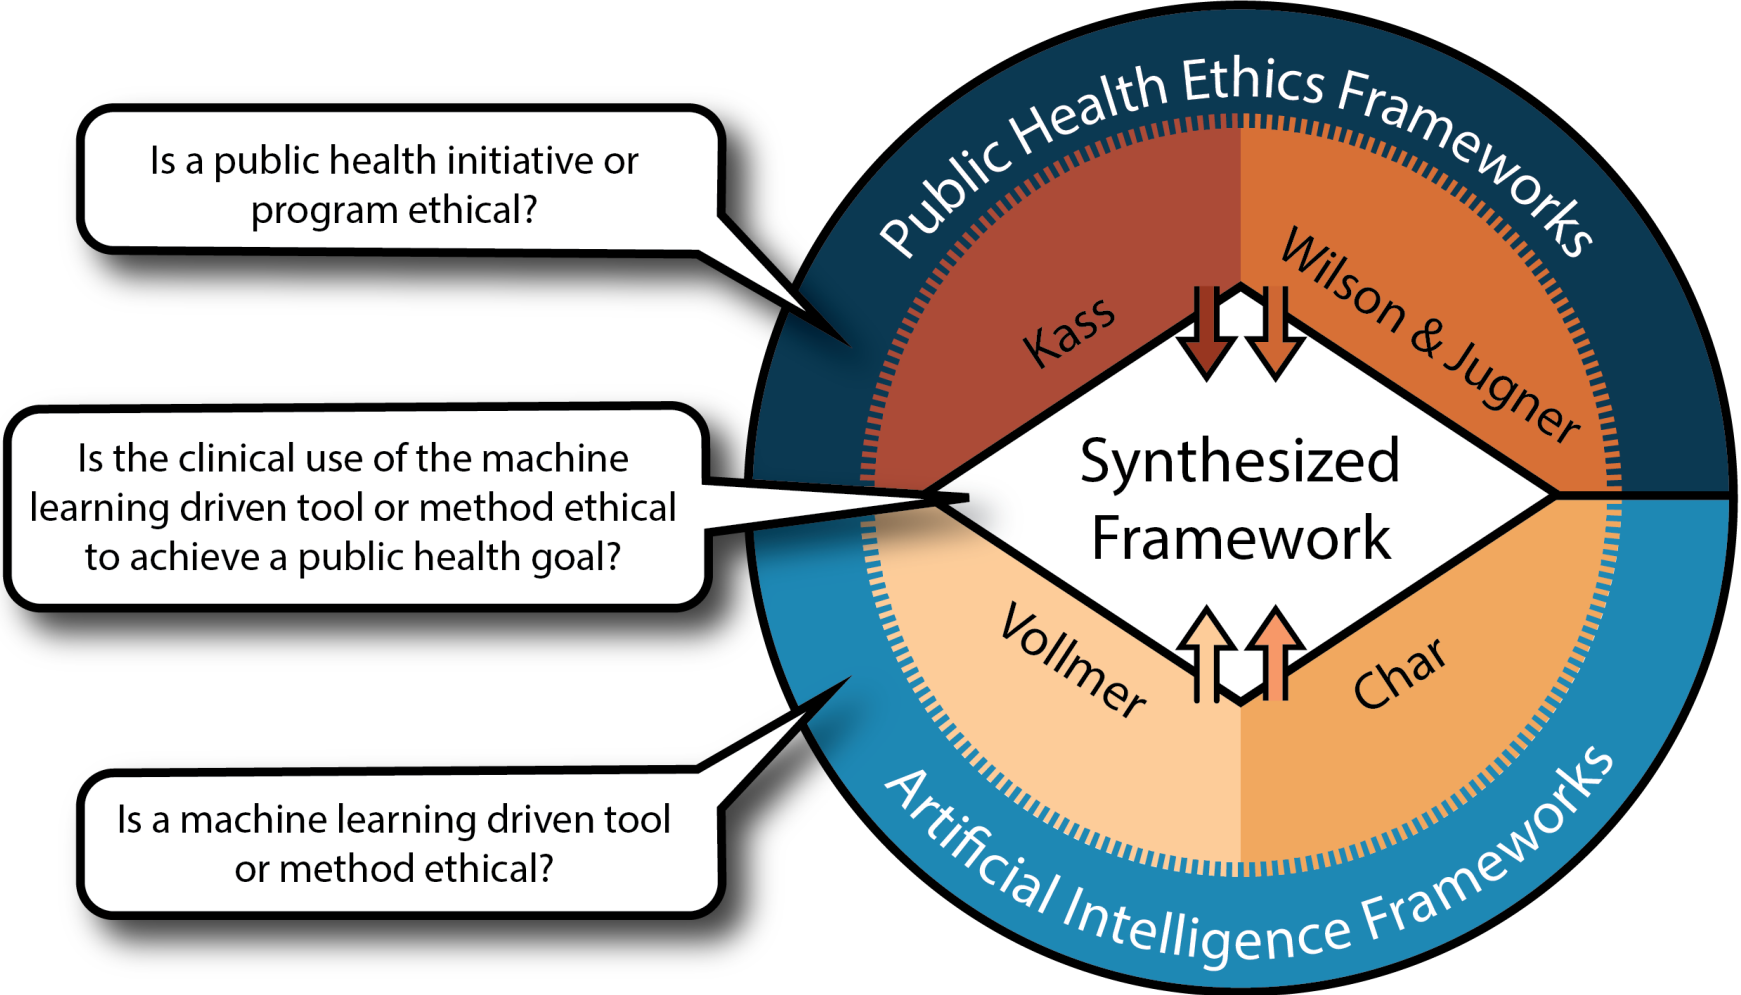 Is a public health initiative or
program ethical?
Is the clinical use of the machine
learning driven tool or method ethical
to achieve a public health goal?
Is a machine learning driven tool
or method ethical?
Public Health Ethics Frameworks
Kass
Wilson & Jugner
Synthesized
Framework
Vollmer
Char
Artificial Intelligence Frameworks